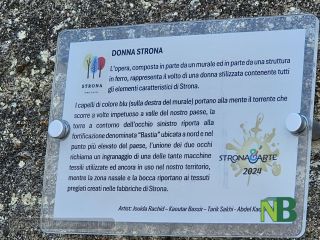 DONNA STRONA
STRONA
L'opera, composta in parte da un murale ed in parte da una struttura
in ferro, rappresenta il volto di una donna stilizzata contenente tutti
gli elementi caratteristici di Strona.
I capelli di colore blu (sulla destra del murale) portano alla mente il torrente che
scorre a volte impetuoso a valle del nostro paese, la
torre a contorno dell'occhio sinistro riporta alla
fortificazione denominata "Bastia" ubicata a nord e nel
punto più elevato del paese, l'unione dei due occhi
richiama un ingranaggio di una delle tante macchine
tessili utilizzate ed ancora in uso nel nostro territorio,
mentre la zona nasale e la bocca riportano ai tessuti
pregiati creati nelle fabbriche di Strona.
STRONA&ARTE
2024
Artist: Rachid – Kaoutar Bassir – Tarik Sakhi - Abdel
NB